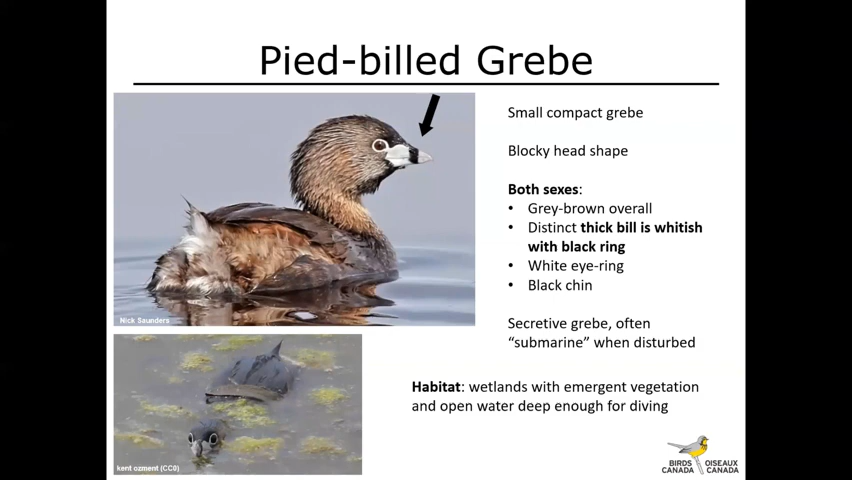 Pied-billed Grebe
Small compact grebe
Blocky head shape
Both sexes:
• Grey-brown overall
• Distinct thick bill is whitish
with black ring
• White eye-ring
• Black chin
Secretive grebe, often
“submarine” when disturbed
Nick Saunders
Habitat: wetlands with emergent vegetation
and open water deep enough for diving
kent ozment (CC0)
BIRDS CANADA
OISEAUX CANADA